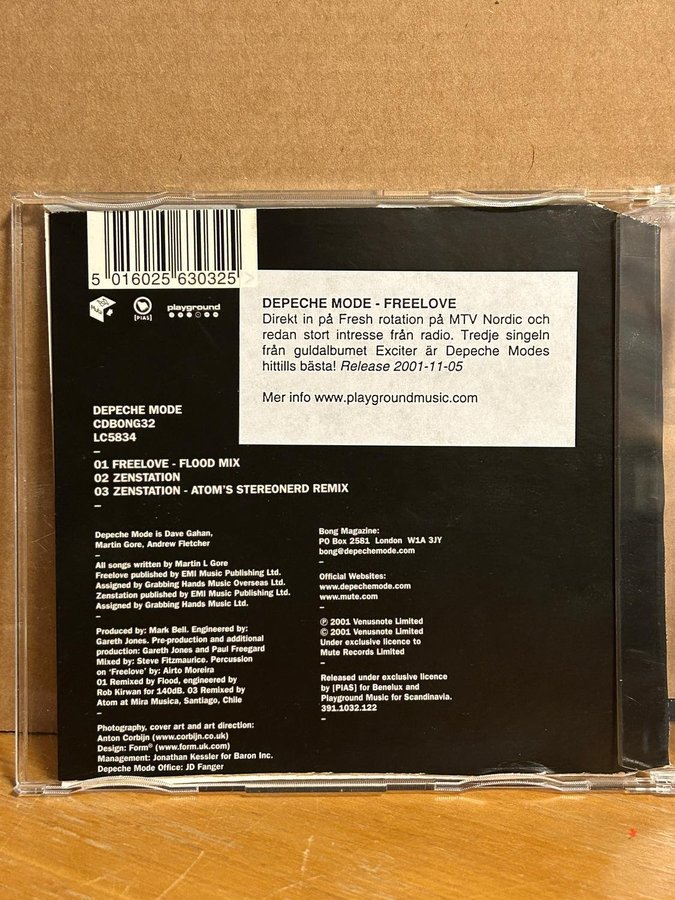 5 016025 630325
MUTE
[PIAS]
playground
DEPECHE MODE - FREELOVE
Direkt in på Fresh rotation på MTV Nordic och
redan stort intresse från radio. Tredje singeln
från guldalbumet Exciter är Depeche Modes
hittills bästa! Release 2001-11-05
Mer info www.playgroundmusic.com
DEPECHE MODE
CDBONG32
LC5834
–
01 FREELOVE - FLOOD MIX
02 ZENSTATION
03 ZENSTATION - ATOM'S STEREONERD REMIX
–
Depeche Mode is Dave Gahan,
Martin Gore, Andrew Fletcher
–
All songs written by Martin L Gore
Freelove published by EMI Music Publishing Ltd.
Assigned by Grabbing Hands Music Overseas Ltd.
Zenstation published by EMI Music Publishing Ltd.
Assigned by Grabbing Hands Music Ltd.
–
Produced by: Mark Bell. Engineered by:
Gareth Jones. Pre-production and additional
production: Gareth Jones and Paul Freegard
Mixed by: Steve Fitzmaurice. Percussion
on 'Freelove' by: Airto Moreira
01 Remixed by Flood, engineered by
Rob Kirwan for 140dB. 03 Remixed by
Atom at Mira Musica, Santiago, Chile
–
Photography, cover art and art direction:
Anton Corbijn (www.corbijn.co.uk)
Design: Form® (www.form.uk.com)
Management: Jonathan Kessler for Baron Inc.
Depeche Mode Office: JD Fanger
Bong Magazine:
PO Box 2581 London W1A 3JY
bong@depechemode.com
–
Official Websites:
www.depechemode.com
www.mute.com
–
℗ 2001 Venusnote Limited
© 2001 Venusnote Limited
Under exclusive licence to
Mute Records Limited
–
Released under exclusive licence
by [PIAS] for Benelux and
Playground Music for Scandinavia.
391.1032.122
–